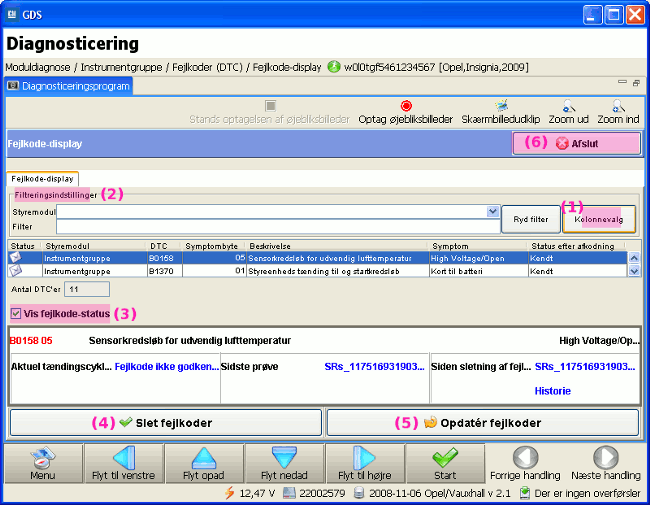 GDS
Diagnosticering
Moduldiagnose / Instrumentgruppe / Fejlkoder (DTC) / Fejlkode-display w0l0tgf5461234567 [Opel,Insignia,2009]
Diagnosticeringsprogram
Stands optagelsen af øjebliksbilleder Optag øjebliksbilleder Skærmbilledudklip Zoom ud Zoom ind
Fejlkode-display (6) Afslut
Fejlkode-display
Filtreringsindstillinger (2)
Styremodul
Filter
Ryd filter
(1) Kolonnevalg
Status Styremodul DTC Symptombyte Beskrivelse Symptom Status efter afkodning
Instrumentgruppe B0158 05 Sensorkredsløb for udvendig lufttemperatur High Voltage/Open Kendt
Instrumentgruppe B1370 01 Styreenheds tænding til og startkredsløb Kort til batteri Kendt
Antal DTC'er 11
Vis fejlkode-status (3)
B0158 05 Sensorkredsløb for udvendig lufttemperatur High Voltage/Op...
Aktuel tændingscykl... Fejlkode ikke godken... Sidste prøve SRs_117516931903... Siden sletning af fejl... SRs_117516931903...
Historie
(4) Slet fejlkoder (5) Opdatér fejlkoder
Menu Flyt til venstre Flyt opad Flyt nedad Flyt til højre Start Forrige handling Næste handling
12,47 V 22002579 2008-11-06 Opel/Vauxhall v 2.1 Der er ingen overførsler